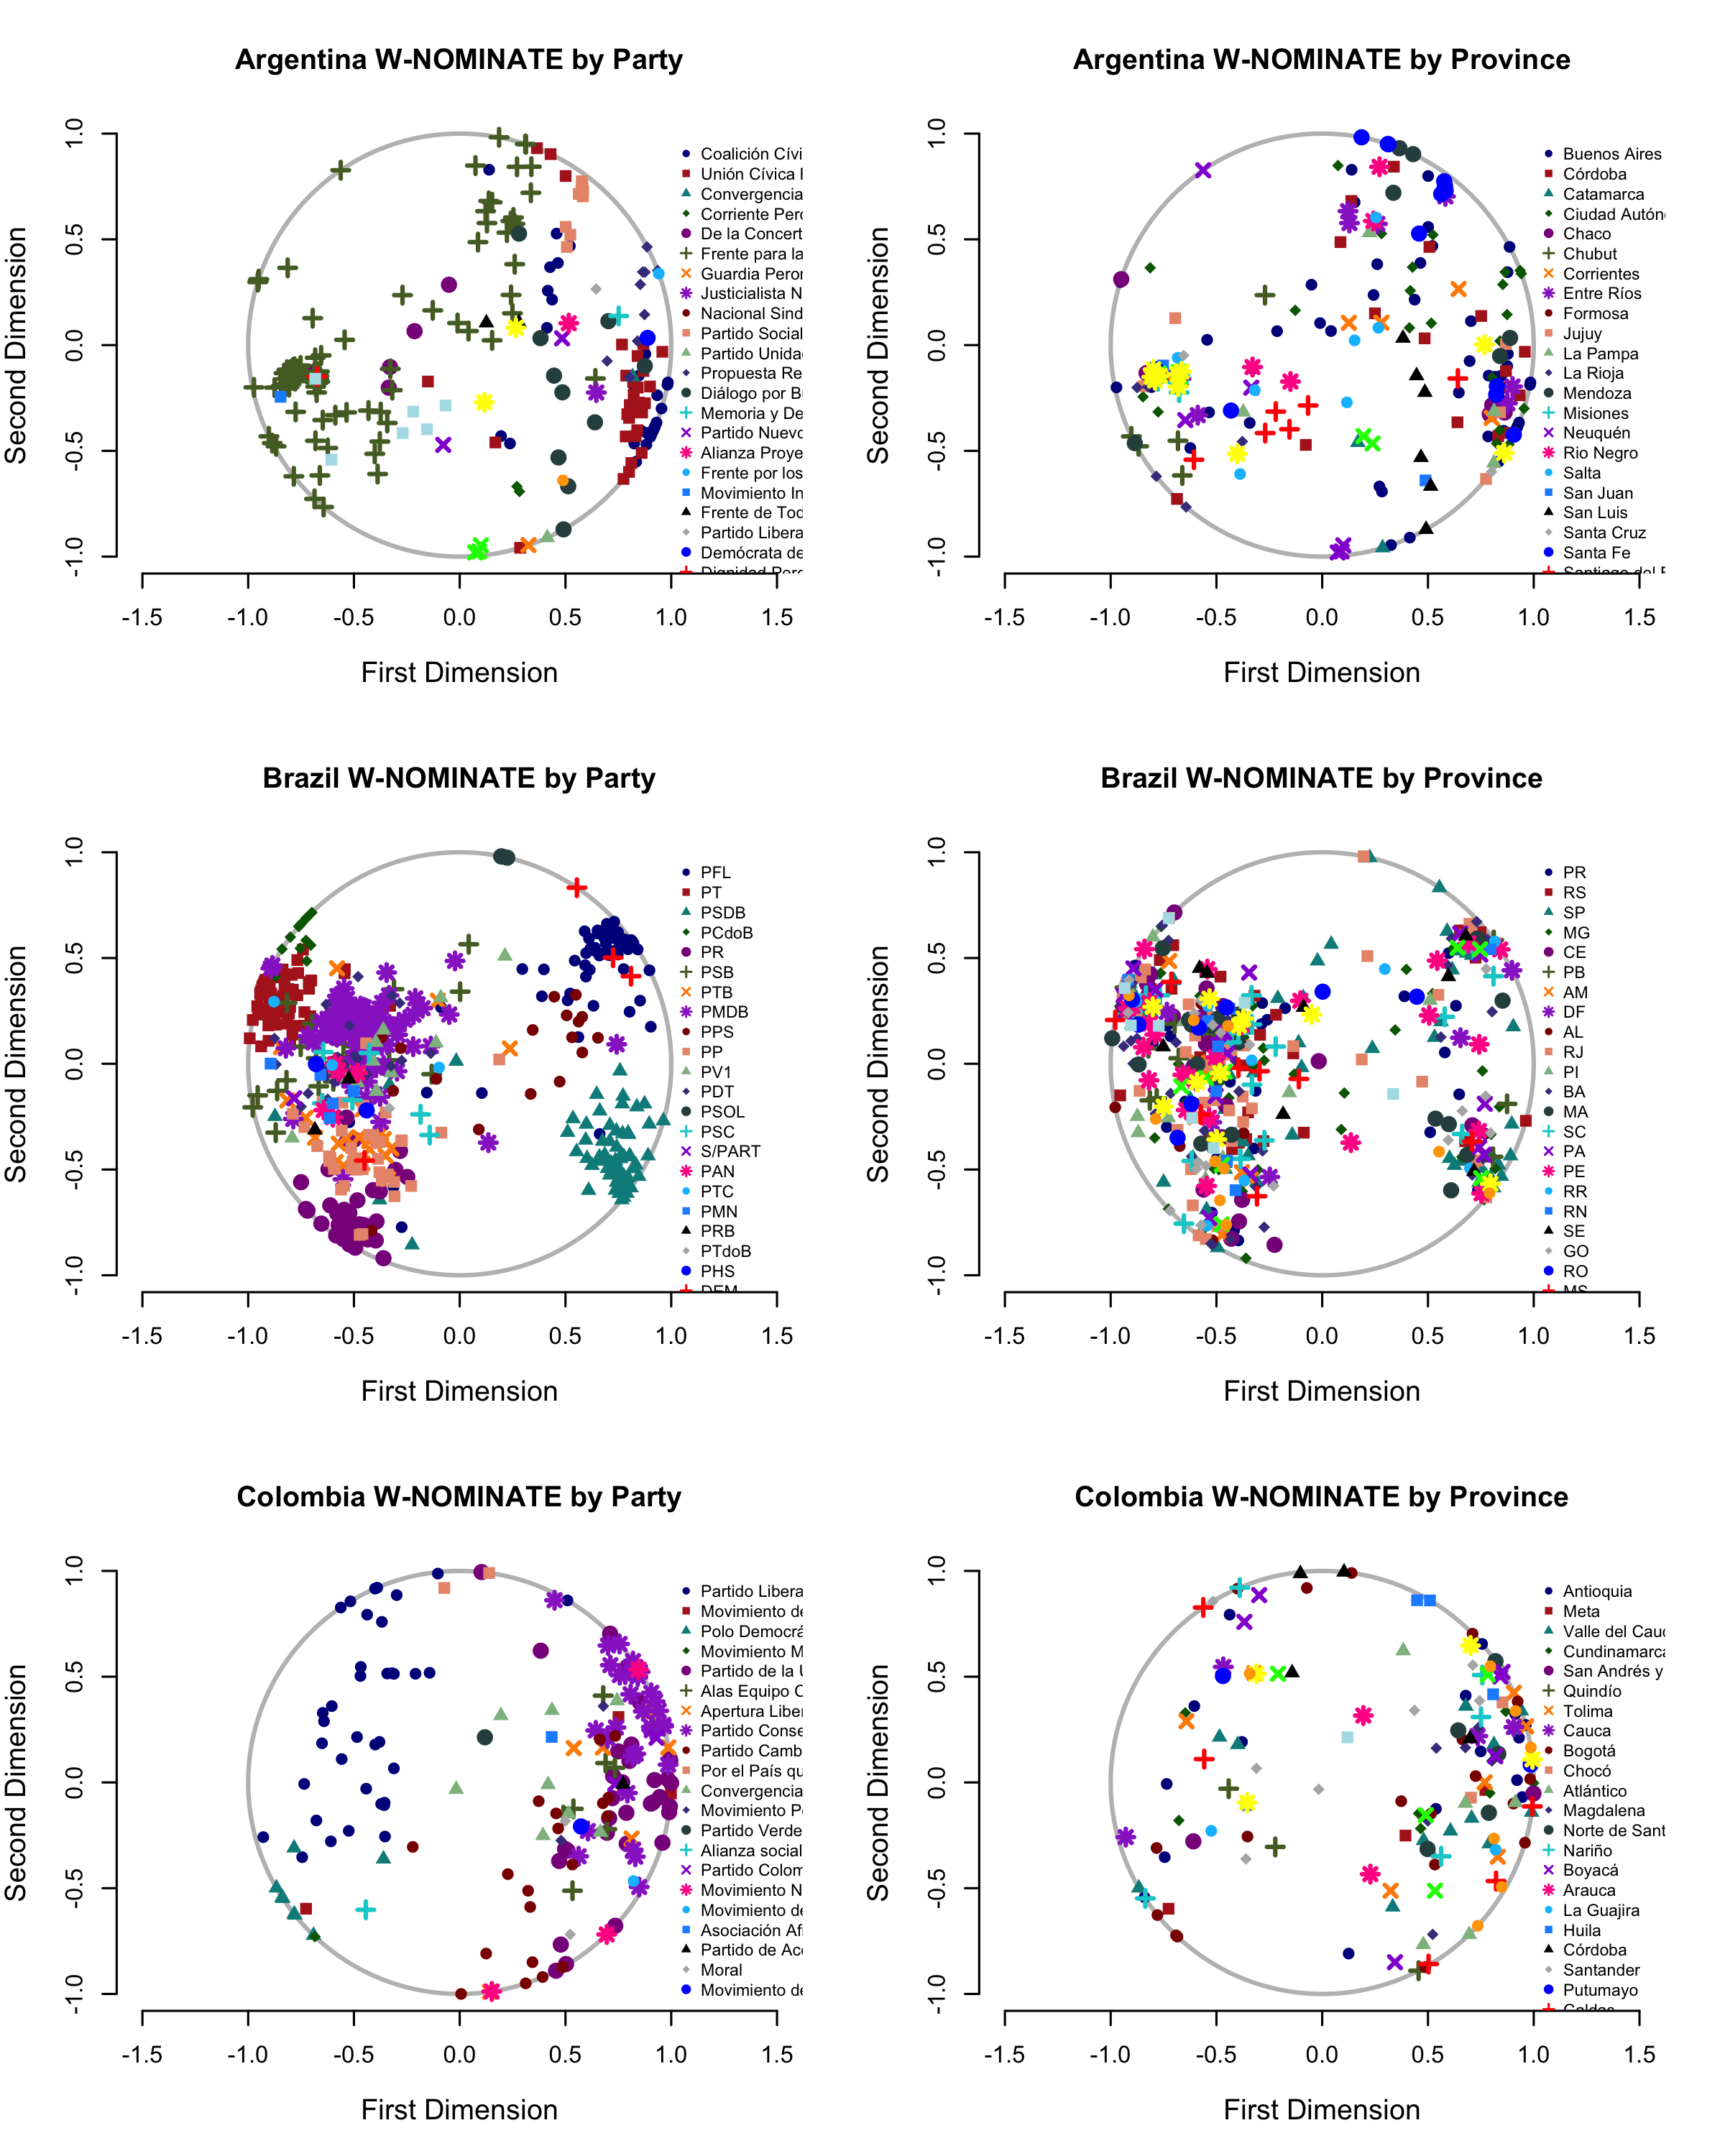 Argentina W-NOMINATE by Party
Second Dimension
1.0
0.5
0.0
-0.5
-1.0
-1.5 -1.0 -0.5 0.0 0.5 1.0 1.5
First Dimension
Coalición Cívi
Unión Cívica
Convergencia
Corriente Perc
De la Concert
Frente para la
Guardia Peror
Justicialista N
Nacional Sind
Partido Social
Partido Unida
Propuesta Re
Diálogo por B
Memoria y De
Partido Nuevo
Alianza Proye
Frente por los
Movimiento In
Frente de Tod
Partido Libera
Demócrata de
Argentina W-NOMINATE by Province
Second Dimension
1.0
0.5
0.0
-0.5
-1.0
-1.5 -1.0 -0.5 0.0 0.5 1.0 1.5
First Dimension
Buenos Aires
Córdoba
Catamarca
Ciudad Autón
Chaco
Chubut
Corrientes
Entre Ríos
Formosa
Jujuy
La Pampa
La Rioja
Mendoza
Misiones
Neuquén
Rio Negro
Salta
San Juan
San Luis
Santa Cruz
Santa Fe
Brazil W-NOMINATE by Party
Second Dimension
1.0
0.5
0.0
-0.5
-1.0
-1.5 -1.0 -0.5 0.0 0.5 1.0 1.5
First Dimension
PFL
PT
PSDB
PCdoB
PR
PSB
PTB
PMDB
PPS
PP
PV1
PDT
PSOL
PSC
S/PART
PAN
PTC
PMN
PRB
PTdoB
PHS
DEM
Brazil W-NOMINATE by Province
Second Dimension
1.0
0.5
0.0
-0.5
-1.0
-1.5 -1.0 -0.5 0.0 0.5 1.0 1.5
First Dimension
PR
RS
SP
MG
CE
PB
AM
DF
AL
RJ
PI
BA
MA
SC
PA
PE
RR
RN
SE
GO
RO
MS
Colombia W-NOMINATE by Party
Second Dimension
1.0
0.5
0.0
-0.5
-1.0
-1.5 -1.0 -0.5 0.0 0.5 1.0 1.5
First Dimension
Partido Libera
Movimiento de
Polo Democrá
Movimiento M
Partido de la U
Alas Equipo C
Apertura Liber
Partido Conse
Partido Camb
Por el País qu
Convergencia
Movimiento Po
Partido Verde
Alianza social
Partido Colom
Movimiento N
Movimiento de
Asociación Afr
Partido de Acc
Moral
Movimiento de
Colombia W-NOMINATE by Province
Second Dimension
1.0
0.5
0.0
-0.5
-1.0
-1.5 -1.0 -0.5 0.0 0.5 1.0 1.5
First Dimension
Antioquia
Meta
Valle del Cauc
Cundinamarca
San Andrés y
Quindío
Tolima
Cauca
Bogotá
Chocó
Atlántico
Magdalena
Norte de Sant
Nariño
Boyacá
Arauca
La Guajira
Huila
Córdoba
Santander
Putumayo
Caldas